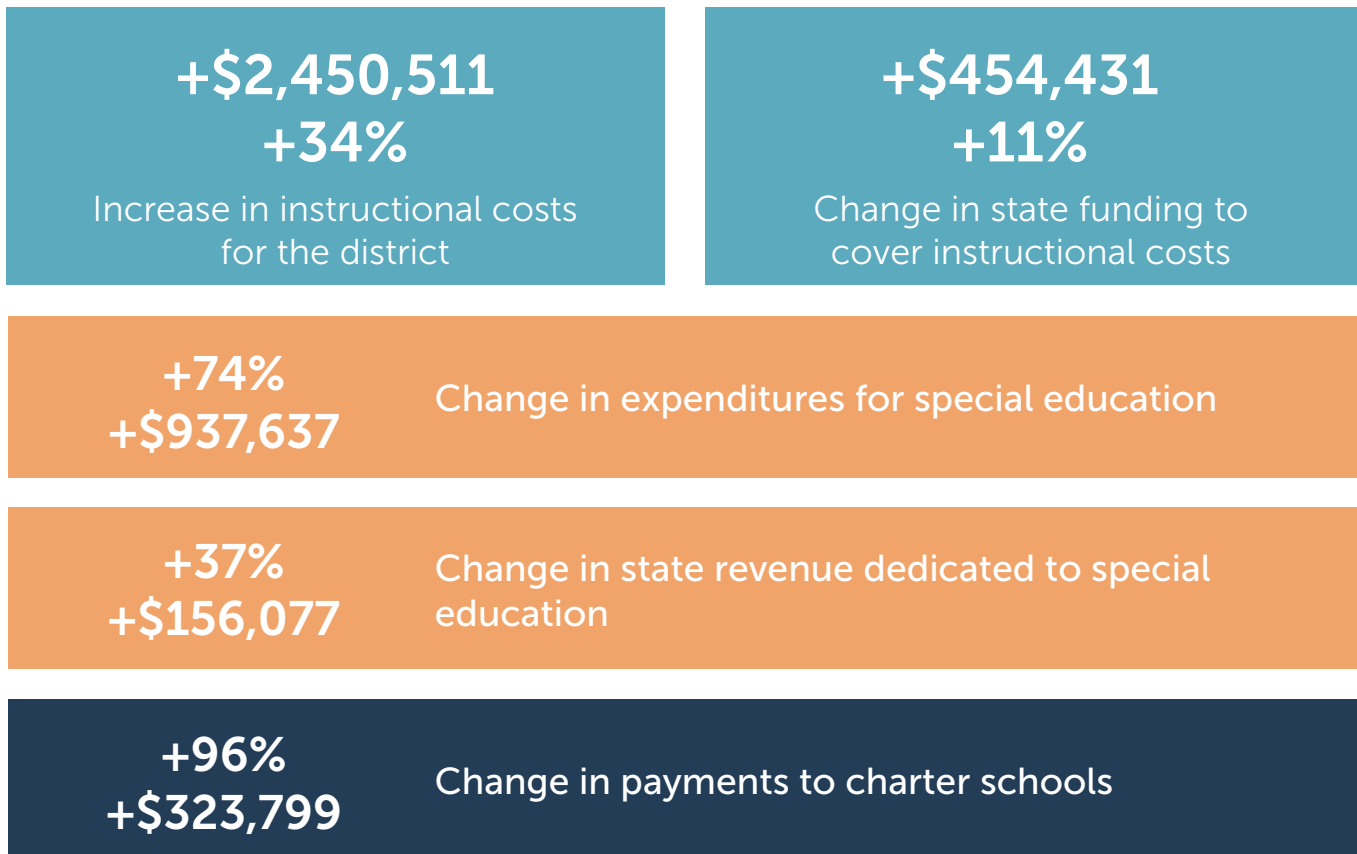 +$2,450,511
+34%
Increase in instructional costs
for the district
+$454,431
+11%
Change in state funding to
cover instructional costs
+74%
+$937,637
Change in expenditures for special education
+37%
+$156,077
Change in state revenue dedicated to special
education
+96%
+$323,799
Change in payments to charter schools